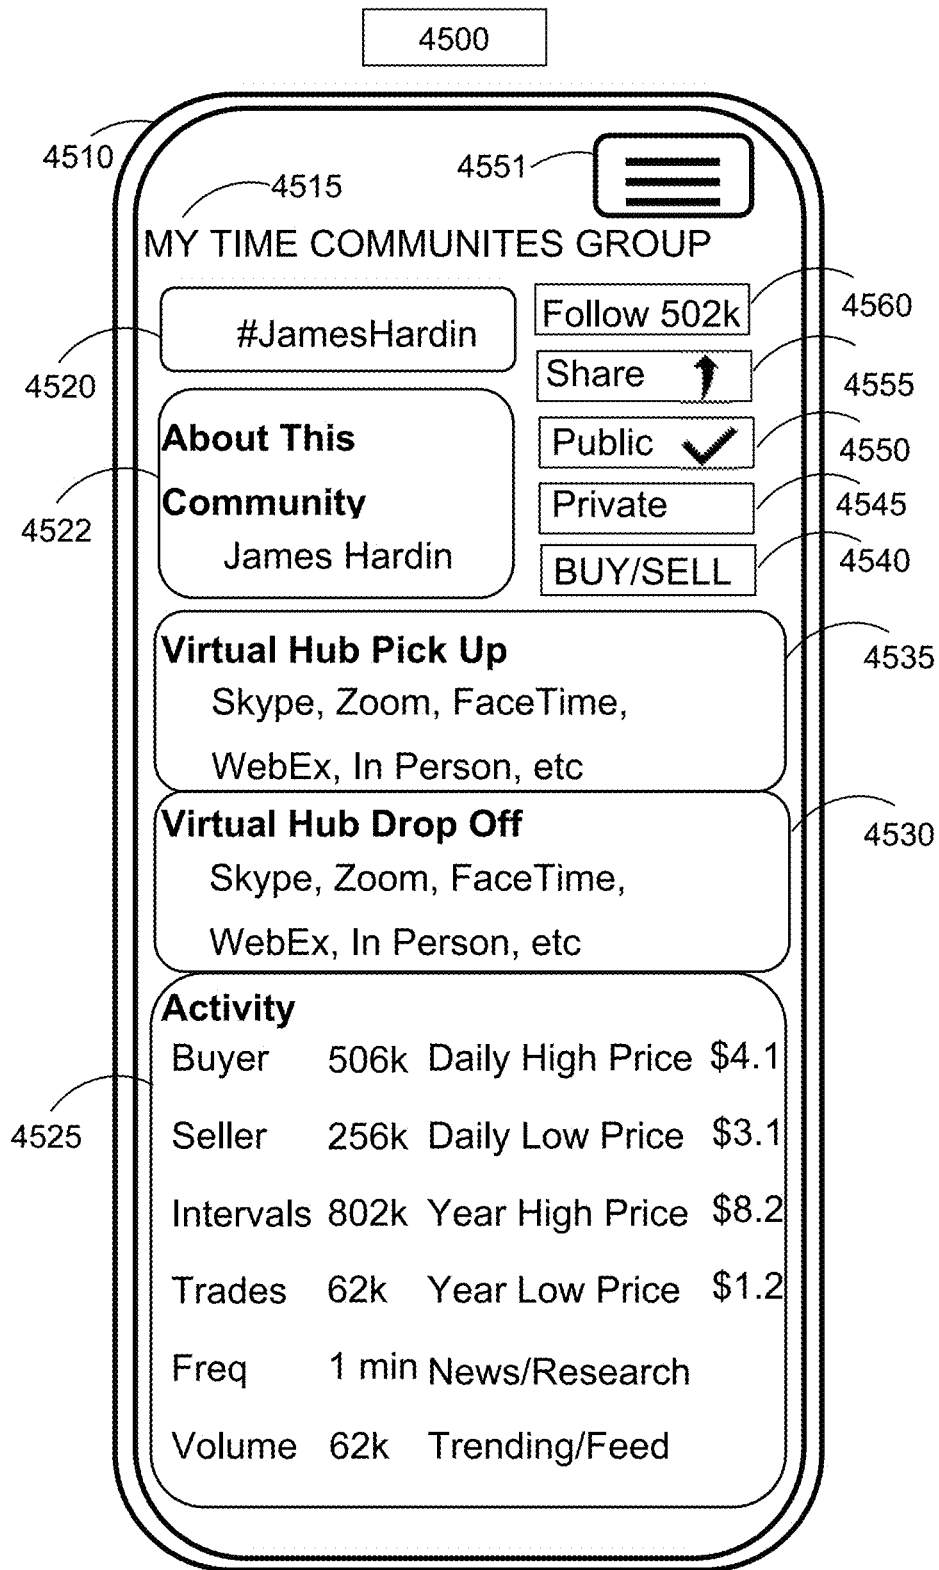 4500
4510
4551
4515
MY TIME COMMUNITES GROUP
#JamesHardin
4520
Follow 502k
4560
Share
4555
Public
4550
Private
4545
BUY/SELL
4540
About This
Community
James Hardin
4522
Virtual Hub Pick Up
Skype, Zoom, FaceTime,
WebEx, In Person, etc
4535
Virtual Hub Drop Off
Skype, Zoom, FaceTime,
WebEx, In Person, etc
4530
Activity
Buyer 506k Daily High Price $4.1
4525
Seller 256k Daily Low Price $3.1
Intervals 802k Year High Price $8.2
Trades 62k Year Low Price $1.2
Freq 1 min News/Research
Volume 62k Trending/Feed